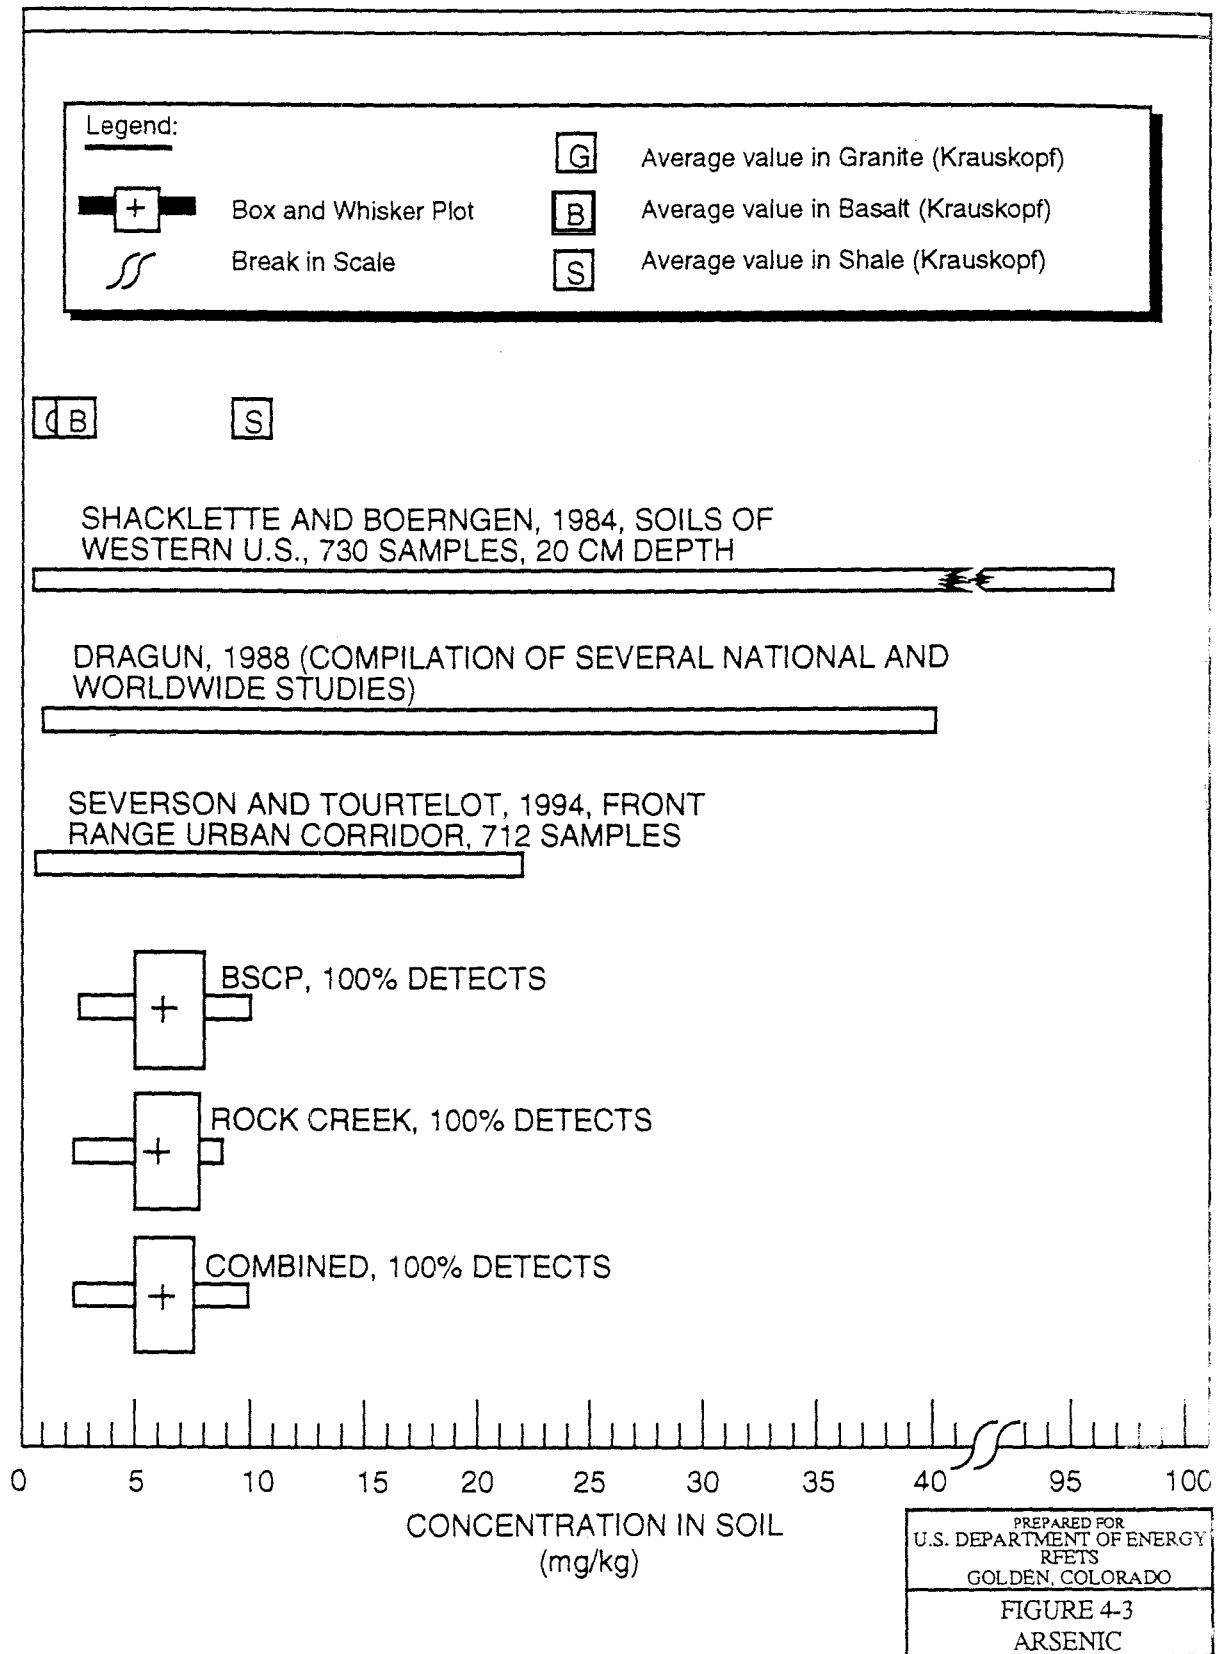 Legend:
G Average value in Granite (Krauskopf)
+ Box and Whisker Plot
B Average value in Basalt (Krauskopf)
Break in Scale
S Average value in Shale (Krauskopf)
B S
SHACKLETTE AND BOERNGEN, 1984, SOILS OF
WESTERN U.S., 730 SAMPLES, 20 CM DEPTH
DRAGUN, 1988 (COMPILATION OF SEVERAL NATIONAL AND
WORLDWIDE STUDIES)
SEVERSON AND TOURTELOT, 1994, FRONT
RANGE URBAN CORRIDOR, 712 SAMPLES
BSCP, 100% DETECTS
+
ROCK CREEK, 100% DETECTS
+
COMBINED, 100% DETECTS
+
0 5 10 15 20 25 30 35 40 95 100
CONCENTRATION IN SOIL
(mg/kg)
PREPARED FOR
U.S. DEPARTMENT OF ENERGY
RFETS
GOLDEN, COLORADO
FIGURE 4-3
ARSENIC